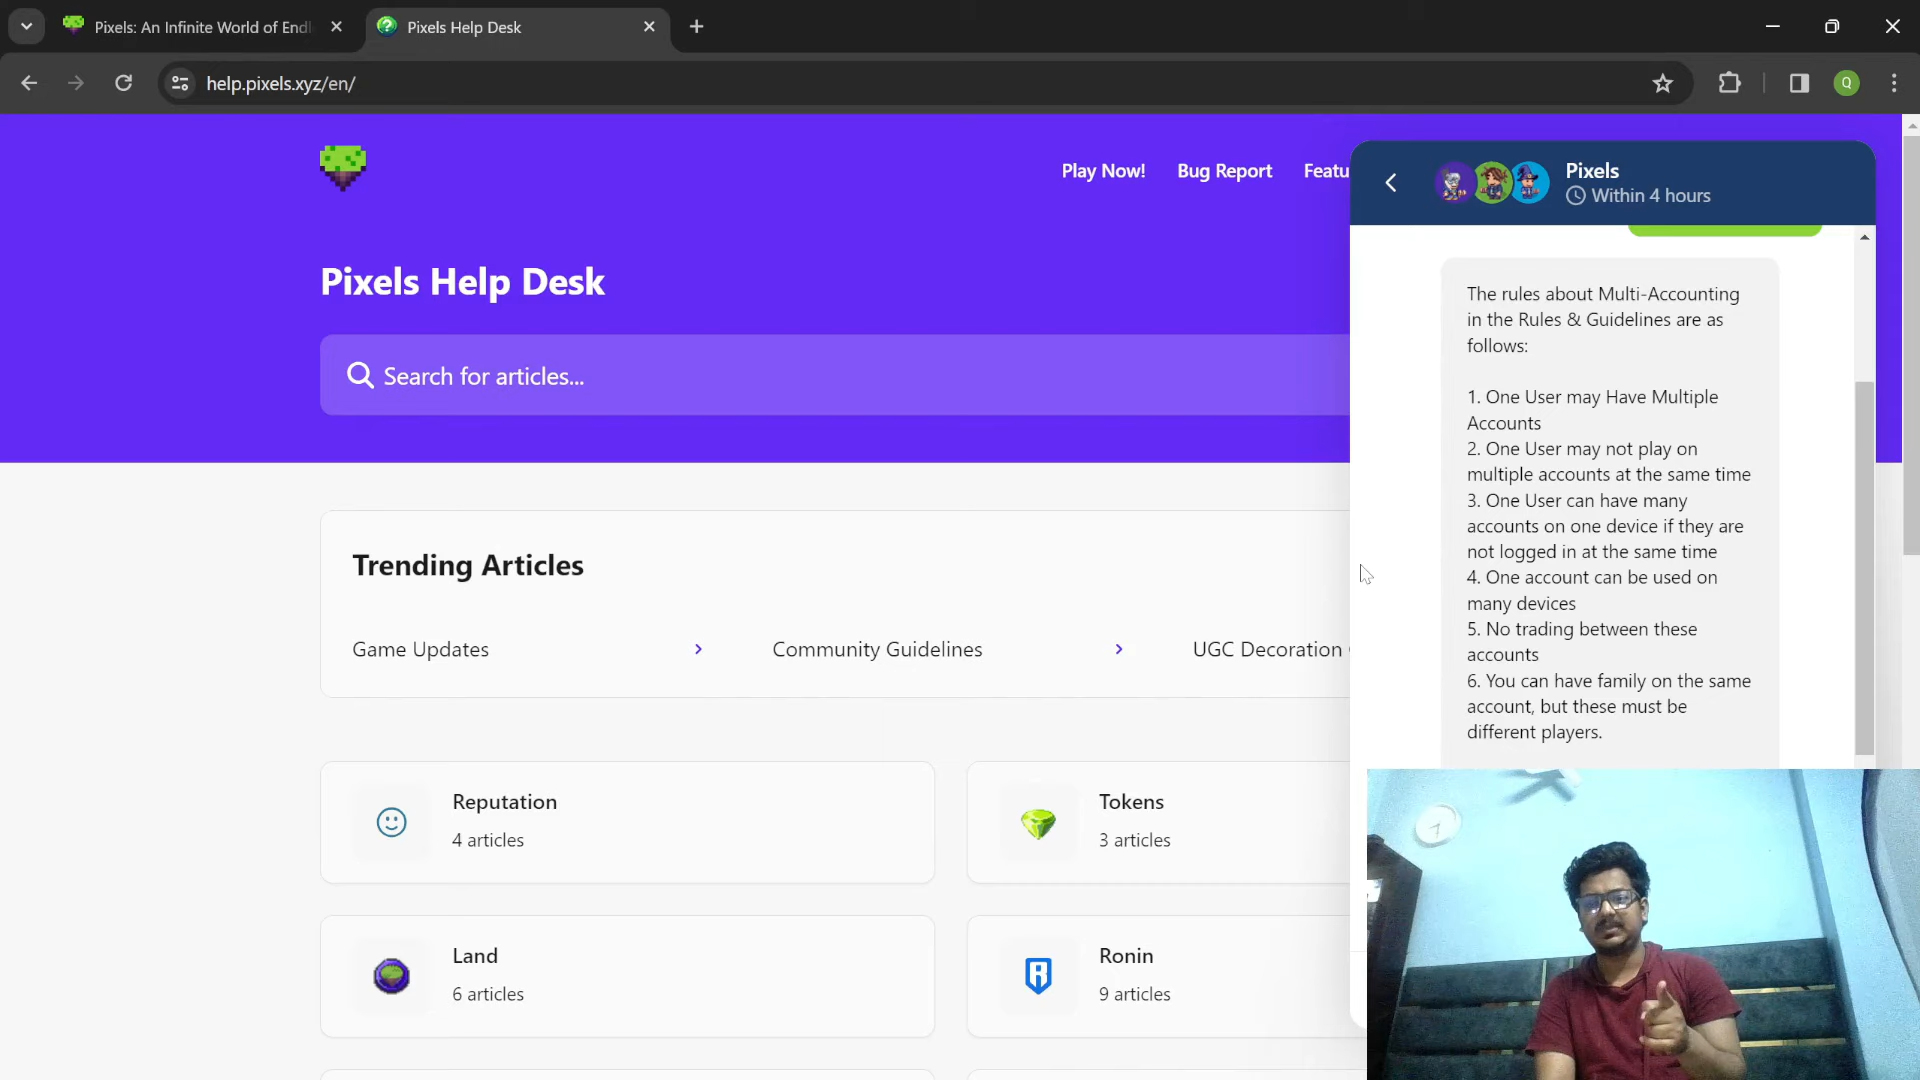 Pixels: An Infinite World of Endl
Pixels Help Desk
help.pixels.xyz/en/
Q
Play Now!
Bug Report
Featu
Pixels
Within 4 hours
Pixels Help Desk
Search for articles...
The rules about Multi-Accounting
in the Rules & Guidelines are as
follows:
1. One User may Have Multiple
Accounts
2. One User may not play on
multiple accounts at the same time
3. One User can have many
accounts on one device if they are
not logged in at the same time
4. One account can be used on
many devices
5. No trading between these
accounts
6. You can have family on the same
account, but these must be
different players.
Trending Articles
Game Updates
Community Guidelines
UGC Decoration
Reputation
4 articles
Tokens
3 articles
Land
6 articles
Ronin
9 articles